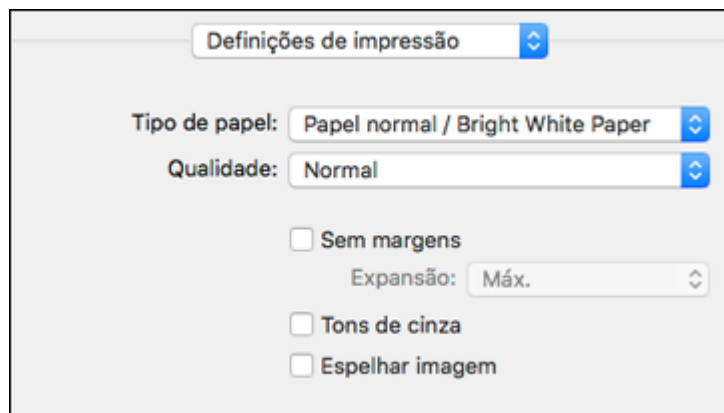 Definições de impressão
Tipo de papel: Papel normal / Bright White Paper
Qualidade: Normal
Sem margens
Expansão: Máx.
Tons de cinza
Espelhar imagem